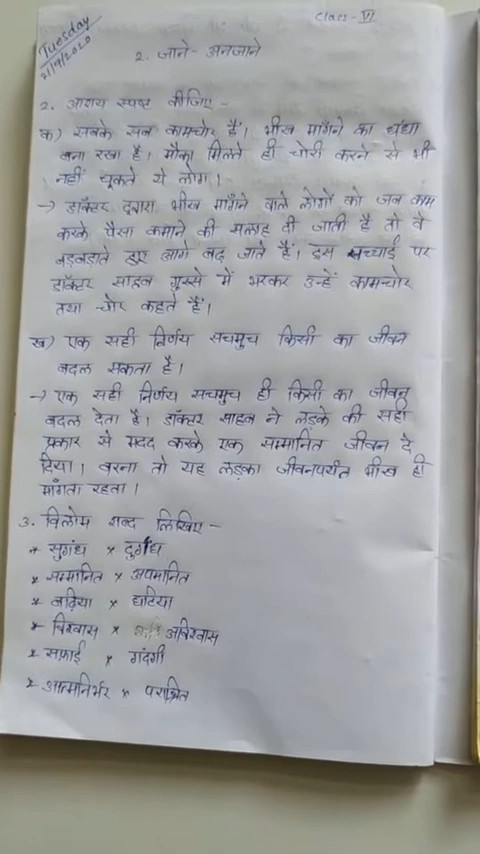 Tuesday
21/9/2020
Class - VI
2. जाने - अनजाने
2. आशय स्पष्ट कीजिए -
क) सबके सब कामचोर हैं। भीख माँगने का धंधा
बना रखा है। मौका मिलते ही चोरी करने से भी
नहीं चूकते ये लोग।
→ डॉक्टर द्वारा भीख माँगने वाले लोगों को जब काम
करके पैसा कमाने की सलाह दी जाती है तो वे
बड़बड़ाते हुए आगे बढ़ जाते हैं। इस सच्चाई पर
डॉक्टर साहब गुस्से में भरकर उन्हें कामचोर
तथा चोर कहते हैं।
ख) एक सही निर्णय सचमुच किसी का जीवन
बदल सकता है।
→ एक सही निर्णय सचमुच ही किसी का जीवन
बदल देता है। डॉक्टर साहब ने लड़के की सही
प्रकार से मदद करके एक सम्मानित जीवन दे
दिया। वरना तो यह लड़का जीवनपर्यंत भीख ही
माँगता रहता।
3. विलोम शब्द लिखिए -
* सुगंध × दुर्गंध
* सम्मानित × अपमानित
* बढ़िया × घटिया
* विश्वास × अविश्वास
* सफ़ाई × गंदगी
* आत्मनिर्भर × पराश्रित